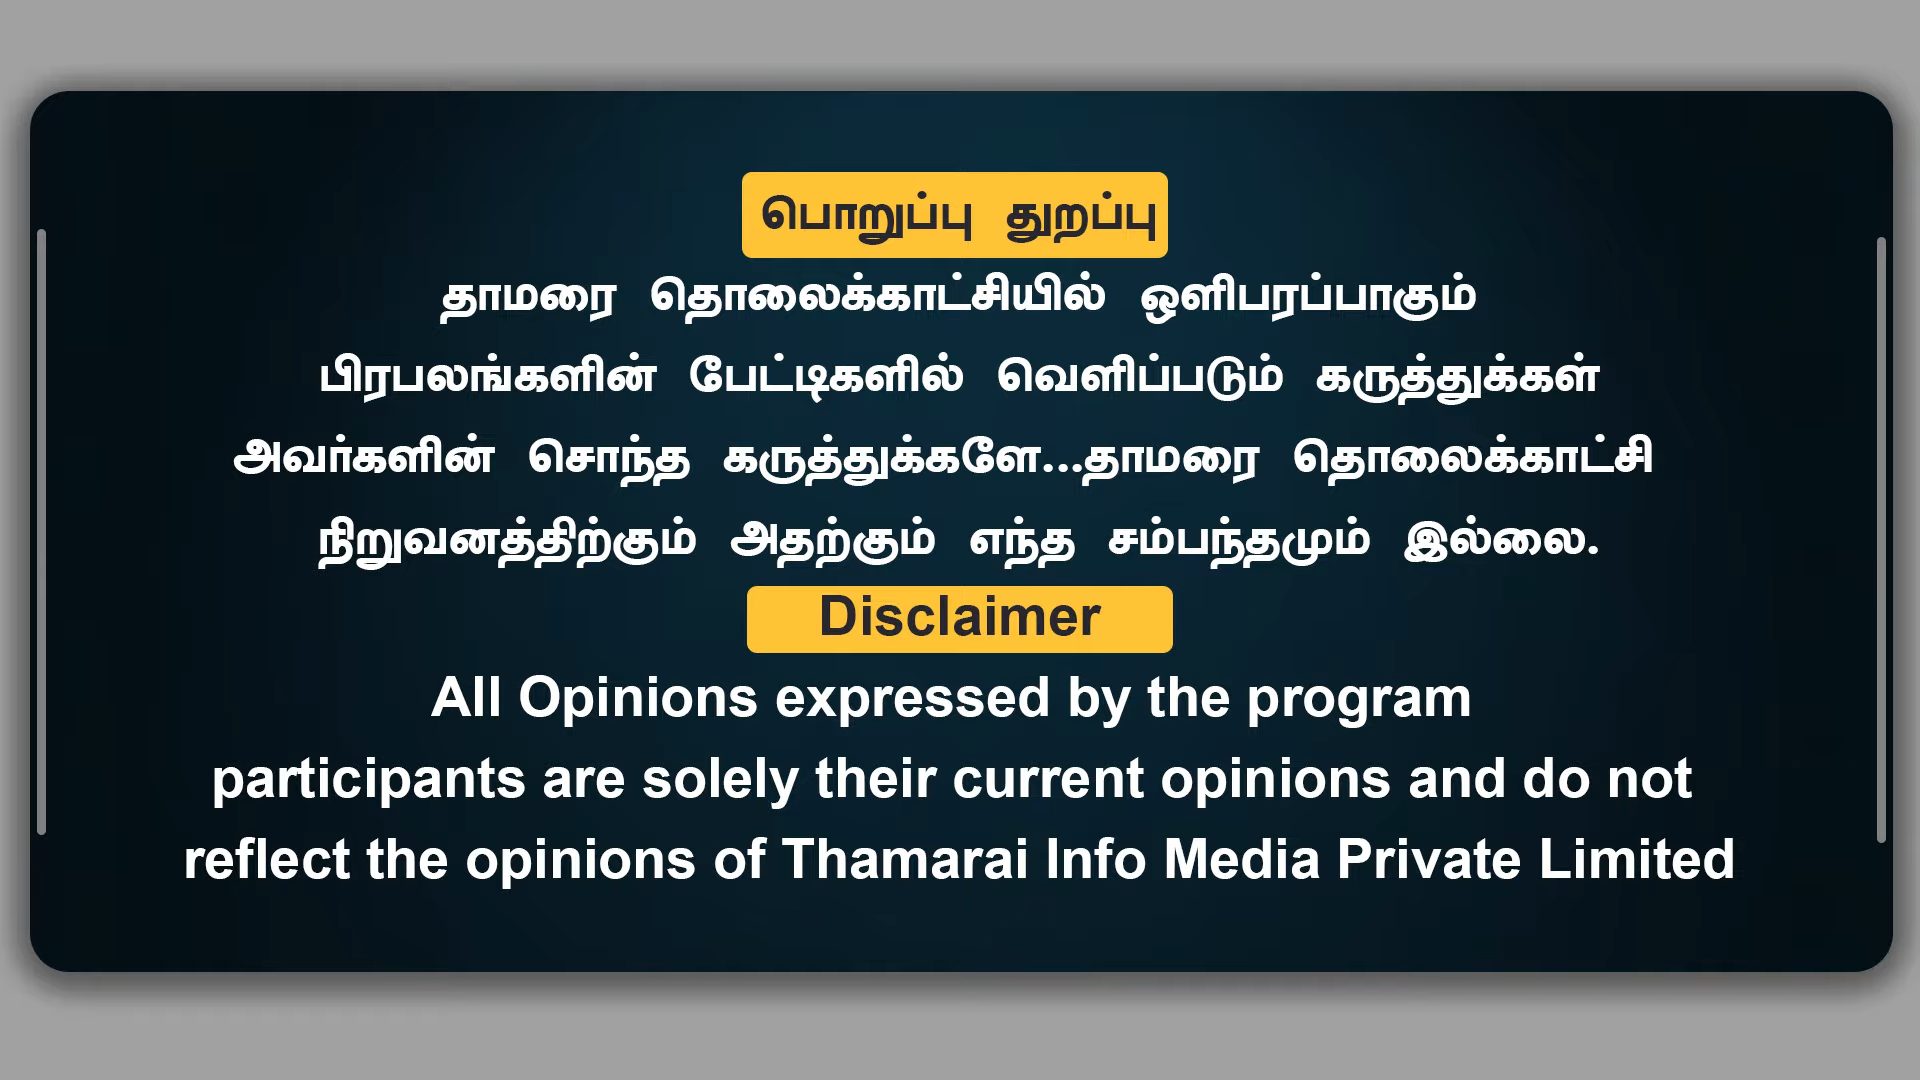 பொறுப்பு துறப்பு
தாமரை தொலைக்காட்சியில் ஒளிபரப்பாகும்
பிரபலங்களின் பேட்டிகளில் வெளிப்படும் கருத்துக்கள்
அவர்களின் சொந்த கருத்துக்களே...தாமரை தொலைக்காட்சி
நிறுவனத்திற்கும் அதற்கும் எந்த சம்பந்தமும் இல்லை.
Disclaimer
All Opinions expressed by the program
participants are solely their current opinions and do not
reflect the opinions of Thamarai Info Media Private Limited